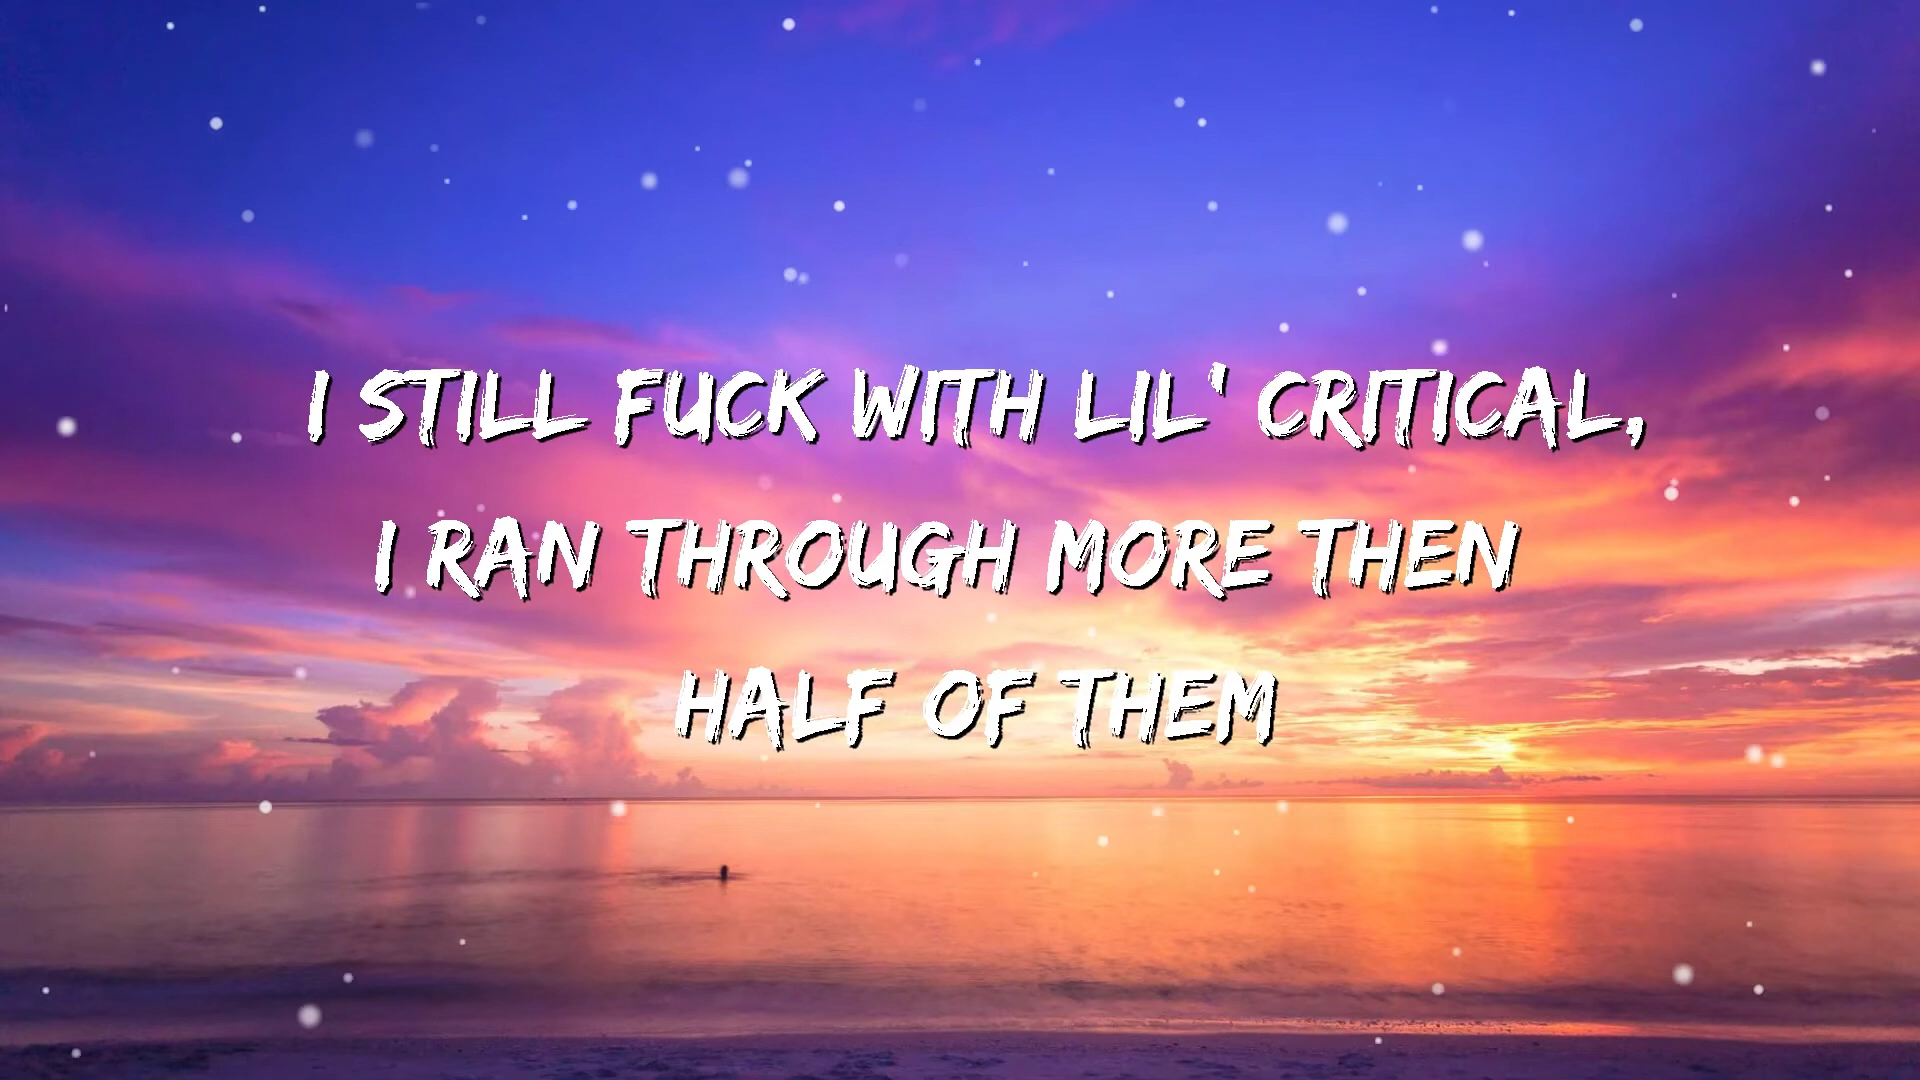 I STILL FUCK WITH LIL' CRITICAL,
I RAN THROUGH MORE THEN
HALF OF THEM